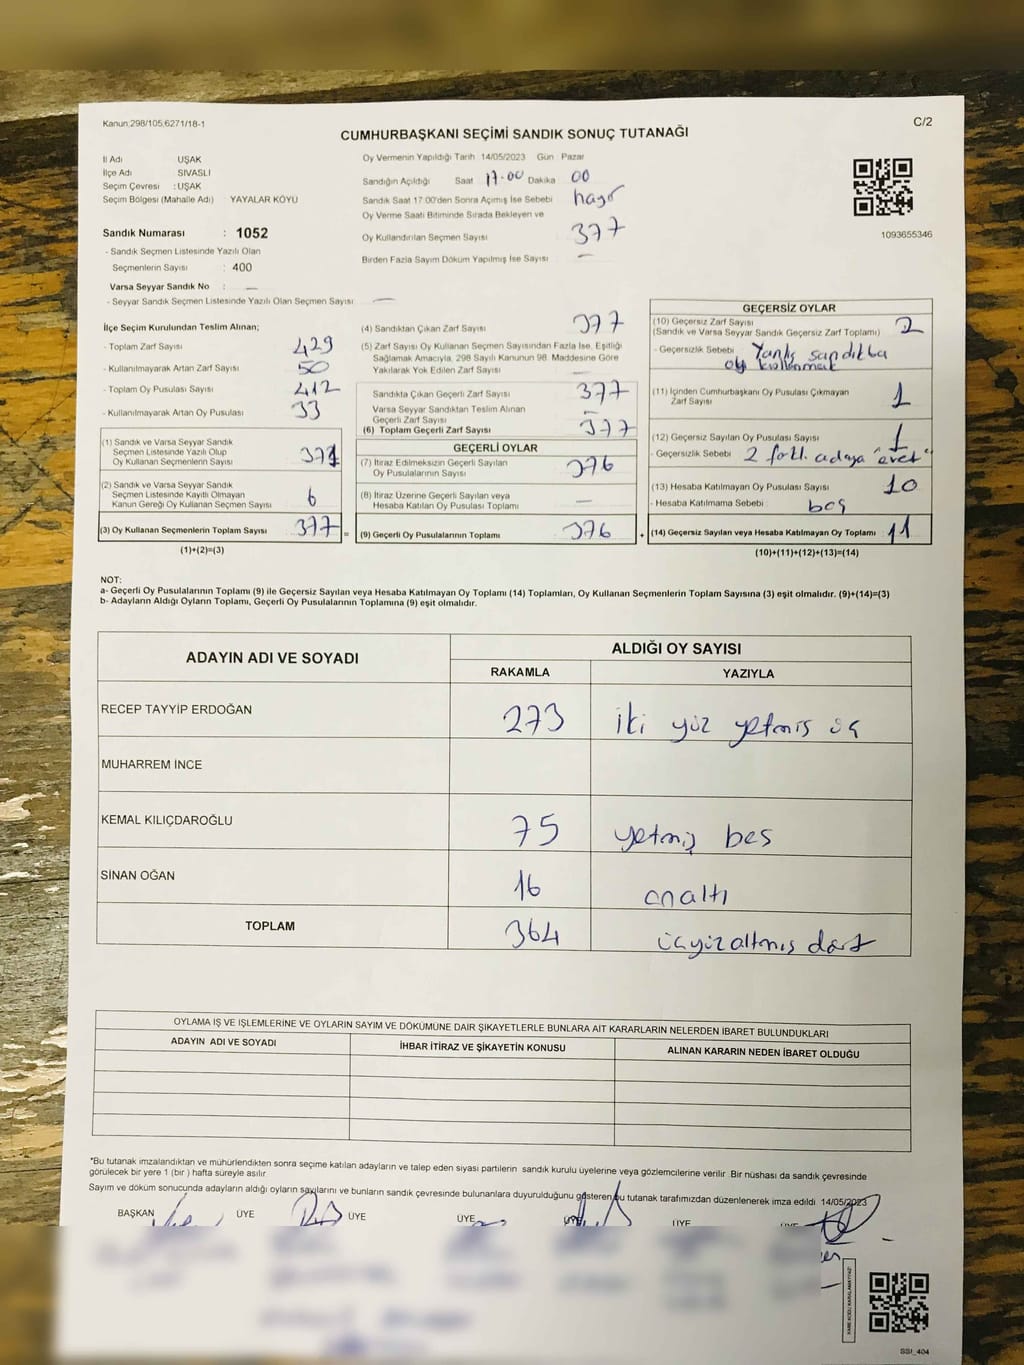 Kanun:298/105,6271/18-1
C/2
CUMHURBAŞKANI SEÇİMİ SANDIK SONUÇ TUTANAĞI
İl Adı UŞAK
İlçe Adı SİVASLI
Seçim Çevresi : UŞAK
Seçim Bölgesi (Mahalle Adı) YAYALAR KÖYÜ
Sandık Numarası : 1052
- Sandık Seçmen Listesinde Yazılı Olan
Seçmenlerin Sayısı : 400
Varsa Seyyar Sandık No : —
- Seyyar Sandık Seçmen Listesinde Yazılı Olan Seçmen Sayısı : —
Oy Vermenin Yapıldığı Tarih 14/05/2023 Gün Pazar
Sandığın Açıldığı Saat 17:00 Dakika 00
Sandık Saat 17:00'den Sonra Açımış İse Sebebi hayır
Oy Verme Saati Bitiminde Sırada Bekleyen ve
Oy Kullandırılan Seçmen Sayısı 377
Birden Fazla Sayım Döküm Yapılmış İse Sayısı —
1093655346
İlçe Seçim Kurulundan Teslim Alınan;
- Toplam Zarf Sayısı 429
- Kullanılmayarak Artan Zarf Sayısı 50
- Toplam Oy Pusulası Sayısı 412
- Kullanılmayarak Artan Oy Pusulası 33
(1) Sandık ve Varsa Seyyar Sandık
Seçmen Listesinde Yazılı Olup
Oy Kullanan Seçmenlerin Sayısı 371
(2) Sandık ve Varsa Seyyar Sandık
Seçmen Listesinde Kayıtlı Olmayan
Kanun Gereği Oy Kullanan Seçmen Sayısı 6
(3) Oy Kullanan Seçmenlerin Toplam Sayısı 377 =
(1)+(2)=(3)
(4) Sandıktan Çıkan Zarf Sayısı 377
(5) Zarf Sayısı Oy Kullanan Seçmen Sayısından Fazla İse, Eşitliği
Sağlamak Amacıyla, 298 Sayılı Kanunun 98. Maddesine Göre
Yakılarak Yok Edilen Zarf Sayısı —
Sandıkta Çıkan Geçerli Zarf Sayısı 377
Varsa Seyyar Sandıktan Teslim Alınan
Geçerli Zarf Sayısı —
(6) Toplam Geçerli Zarf Sayısı 377
GEÇERLİ OYLAR
(7) İtiraz Edilmeksizin Geçerli Sayılan
Oy Pusulalarının Sayısı 376
(8) İtiraz Üzerine Geçerli Sayılan veya
Hesaba Katılan Oy Pusulası Toplamı —
(9) Geçerli Oy Pusulalarının Toplamı 376 +
GEÇERSİZ OYLAR
(10) Geçersiz Zarf Sayısı
(Sandık ve Varsa Seyyar Sandık Geçersiz Zarf Toplamı) 2
- Geçersizlik Sebebi Yanlış sandıkta
oy kullanmak
(11) İçinden Cumhurbaşkanı Oy Pusulası Çıkmayan
Zarf Sayısı 1
(12) Geçersiz Sayılan Oy Pusulası Sayısı 1
- Geçersizlik Sebebi 2 farklı adaya "evet"
(13) Hesaba Katılmayan Oy Pusulası Sayısı 10
- Hesaba Katılmama Sebebi boş
(14) Geçersiz Sayılan veya Hesaba Katılmayan Oy Toplamı 11
(10)+(11)+(12)+(13)=(14)
NOT:
a- Geçerli Oy Pusulalarının Toplamı (9) ile Geçersiz Sayılan veya Hesaba Katılmayan Oy Toplamı (14) Toplamları, Oy Kullanan Seçmenlerin Toplam Sayısına (3) eşit olmalıdır. (9)+(14)=(3)
b- Adayların Aldığı Oyların Toplamı, Geçerli Oy Pusulalarının Toplamına (9) eşit olmalıdır.
ADAYIN ADI VE SOYADI ALDIĞI OY SAYISI
RAKAMLA YAZIYLA
RECEP TAYYİP ERDOĞAN 273 iki yüz yetmiş üç
MUHARREM İNCE
KEMAL KILIÇDAROĞLU 75 yetmiş beş
SİNAN OĞAN 16 onaltı
TOPLAM 364 üçyüzaltmış dört
OYLAMA İŞ VE İŞLEMLERİNE VE OYLARIN SAYIM VE DÖKÜMÜNE DAİR ŞİKAYETLERLE BUNLARA AİT KARARLARIN NELERDEN İBARET BULUNDUKLARI
ADAYIN ADI VE SOYADI İHBAR İTİRAZ VE ŞİKAYETİN KONUSU ALINAN KARARIN NEDEN İBARET OLDUĞU
*Bu tutanak imzalandıktan ve mühürlendikten sonra seçime katılan adayların ve talep eden siyasi partilerin sandık kurulu üyelerine veya gözlemcilerine verilir. Bir nüshası da sandık çevresinde
görülecek bir yere 1 (bir) hafta süreyle asılır.
Sayım ve döküm sonucunda adayların aldığı oyların sayılarını ve bunların sandık çevresinde bulunanlara duyurulduğunu gösteren bu tutanak tarafımızdan düzenlenerek imza edildi. 14/05/2023
BAŞKAN ÜYE ÜYE ÜYE ÜYE ÜYE ÜYE
KARE KODU KARALAMAYINIZ!
SSİ_404